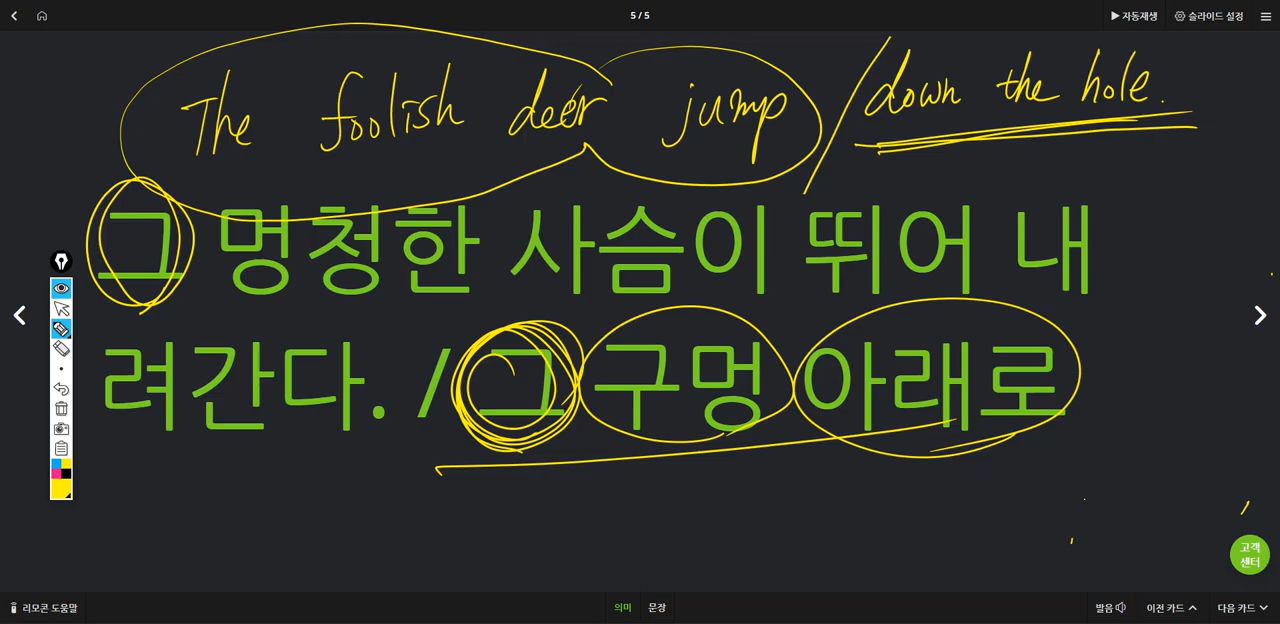 5 / 5
자동재생
슬라이드 설정
The foolish deer jump / down the hole.
그 멍청한 사슴이 뛰어 내
려간다. / 그 구멍 아래로
고객
센터
리모콘 도움말
의미
문장
발음
이전 카드
다음 카드